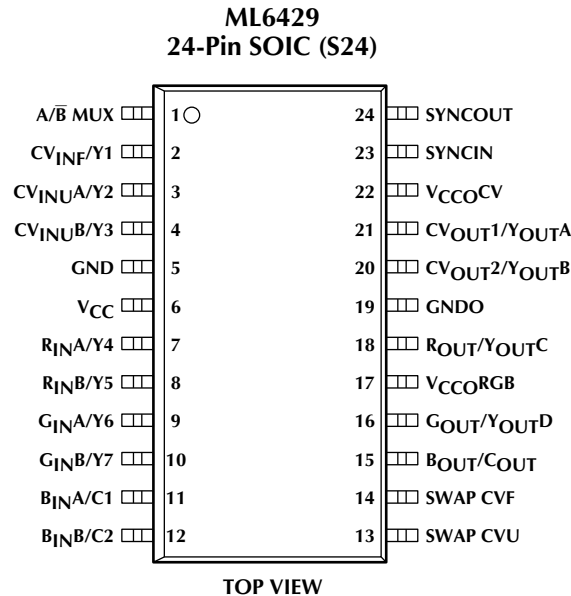 ML6429
24-Pin SOIC (S24)
A/B̅ MUX 1 24 SYNCOUT
CVINF/Y1 2 23 SYNCIN
CVINUA/Y2 3 22 VCCOCV
CVINUB/Y3 4 21 CVOUT1/YOUTA
GND 5 20 CVOUT2/YOUTB
VCC 6 19 GNDO
RINA/Y4 7 18 ROUT/YOUTC
RINB/Y5 8 17 VCCORGB
GINA/Y6 9 16 GOUT/YOUTD
GINB/Y7 10 15 BOUT/COUT
BINA/C1 11 14 SWAP CVF
BINB/C2 12 13 SWAP CVU
TOP VIEW